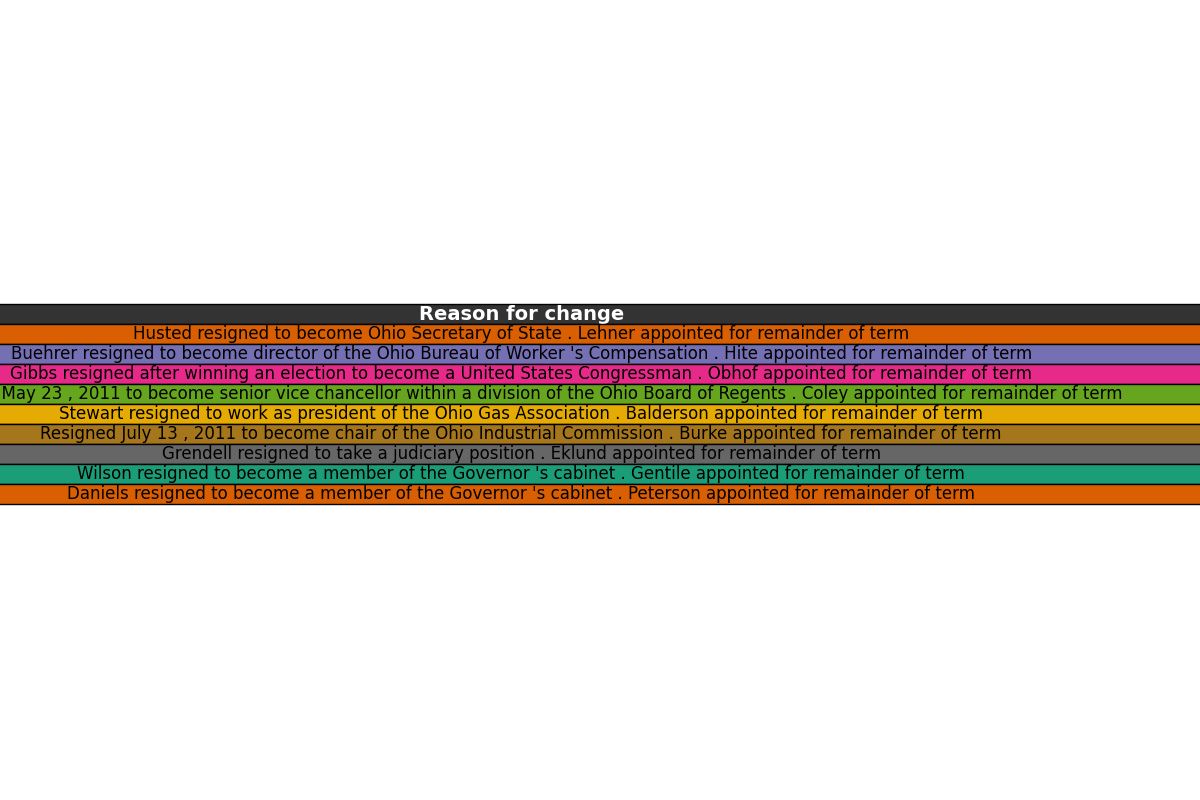 Reason for change
Husted resigned to become Ohio Secretary of State . Lehner appointed for remainder of term
Buehrer resigned to become director of the Ohio Bureau of Worker 's Compensation . Hite appointed for remainder of term
Gibbs resigned after winning an election to become a United States Congressman . Obhof appointed for remainder of term
May 23 , 2011 to become senior vice chancellor within a division of the Ohio Board of Regents . Coley appointed for remainder of term
Stewart resigned to work as president of the Ohio Gas Association . Balderson appointed for remainder of term
Resigned July 13 , 2011 to become chair of the Ohio Industrial Commission . Burke appointed for remainder of term
Grendell resigned to take a judiciary position . Eklund appointed for remainder of term
Wilson resigned to become a member of the Governor 's cabinet . Gentile appointed for remainder of term
Daniels resigned to become a member of the Governor 's cabinet . Peterson appointed for remainder of term